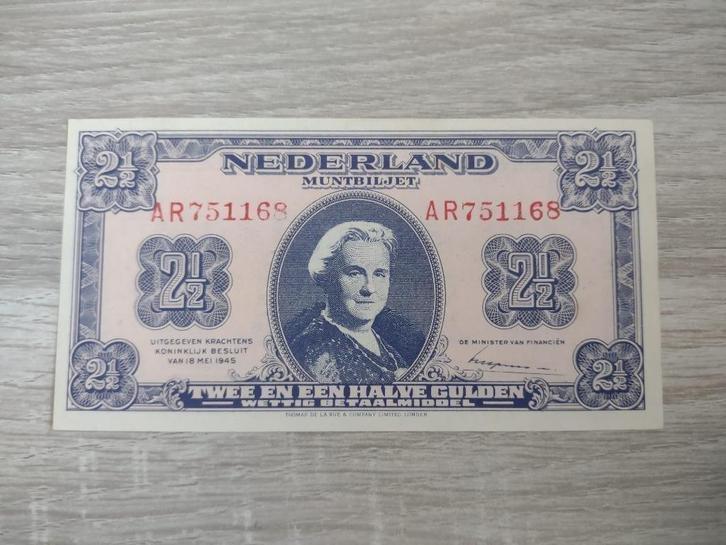 2½ NEDERLAND 2½
MUNTBILJET
AR751168 AR751168
2½ 2½
UITGEGEVEN KRACHTENS
KONINKLIJK BESLUIT
VAN 18 MEI 1945
DE MINISTER VAN FINANCIËN
2½ 2½
TWEE EN EEN HALVE GULDEN
WETTIG BETAALMIDDEL
THOMAS DE LA RUE & COMPANY LIMITED, LONDEN